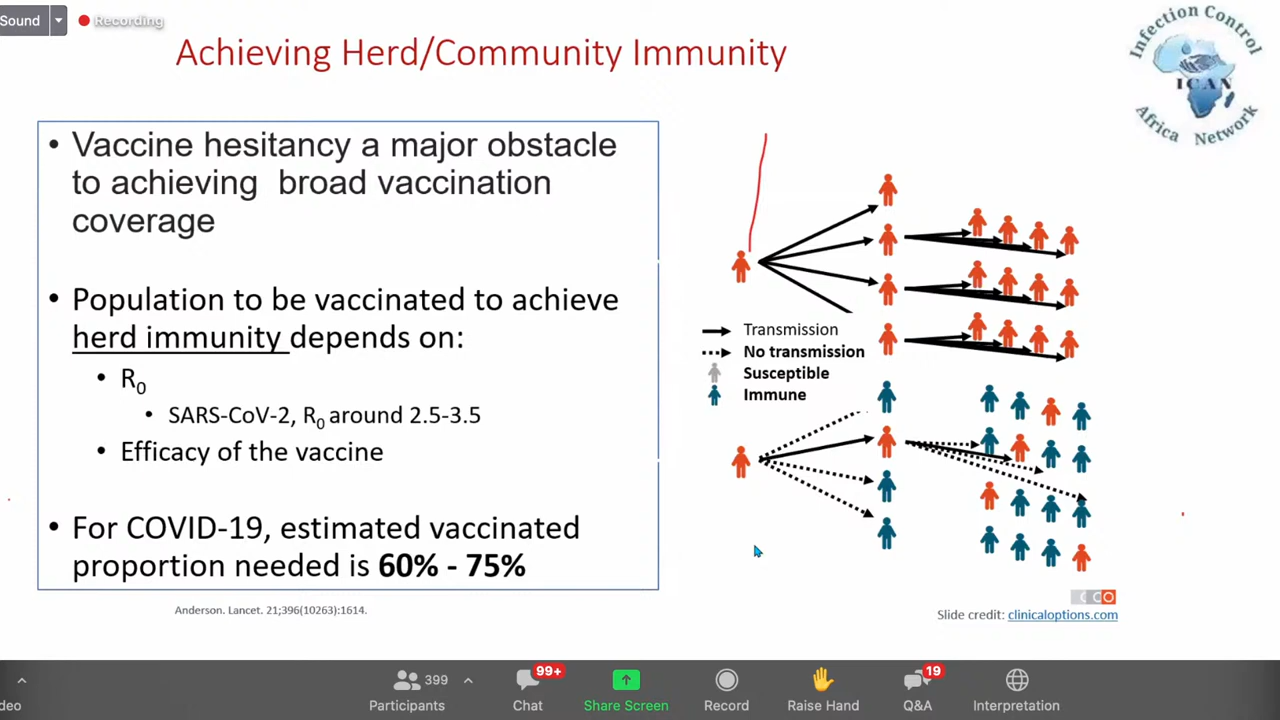 Sound
Recording
Achieving Herd/Community Immunity
Infection Control
ICAN
Africa Network
• Vaccine hesitancy a major obstacle
to achieving broad vaccination
coverage
• Population to be vaccinated to achieve
herd immunity depends on:
• R0
• SARS-CoV-2, R0 around 2.5-3.5
• Efficacy of the vaccine
• For COVID-19, estimated vaccinated
proportion needed is 60% - 75%
Anderson. Lancet. 21;396(10263):1614.
Transmission
No transmission
Susceptible
Immune
CCO
Slide credit: clinicaloptions.com
deo
399
Participants
99+
Chat
Share Screen
Record
Raise Hand
19
Q&A
Interpretation